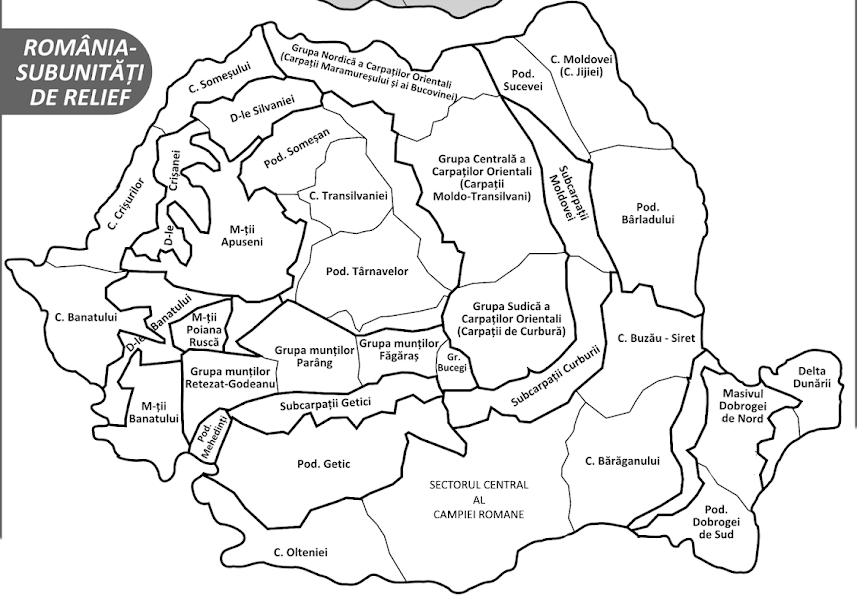 ROMÂNIA-
SUBUNITĂȚI
DE RELIEF
C. Someșului
Grupa Nordică a Carpaților Orientali
(Carpații Maramureșului și ai Bucovinei)
Pod.
Sucevei
C. Moldovei
(C. Jijiei)
D-le Silvaniei
Pod. Someșan
C. Crișurilor
D-le
Crișanei
M-ții
Apuseni
C. Transilvaniei
Grupa Centrală a
Carpaților Orientali
(Carpații
Moldo-Transilvani)
Subcarpații
Moldovei
Pod.
Bârladului
Pod. Târnavelor
C. Banatului
D-le Banatului
M-ții
Poiana
Ruscă
Grupa Sudică a
Carpaților Orientali
(Carpații de Curbură)
C. Buzău - Siret
Grupa munților
Retezat-Godeanu
Grupa munților
Parâng
Grupa munților
Făgăraș
Gr.
Bucegi
Subcarpații Curburii
M-ții
Banatului
Pod.
Mehedinți
Subcarpații Getici
Masivul
Dobrogei
de Nord
Delta
Dunării
Pod. Getic
SECTORUL CENTRAL
AL
CAMPIEI ROMANE
C. Bărăganului
Pod.
Dobrogei
de Sud
C. Olteniei